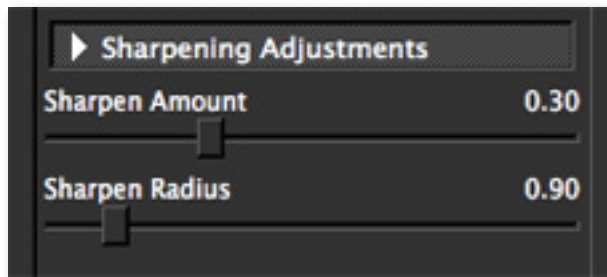 Sharpening Adjustments
Sharpen Amount 0.30
Sharpen Radius 0.90